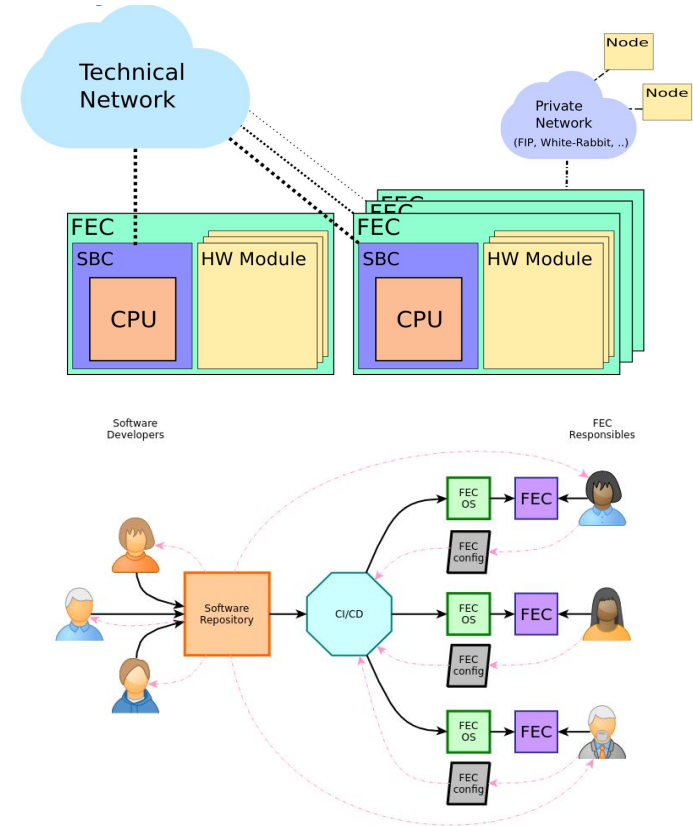 Technical
Network
Node
Node
Private
Network
(FIP, White-Rabbit, ..)
FEC
FEC
FEC
FEC
SBC
HW Module
CPU
SBC
HW Module
CPU
Software
Developers
FEC
Responsibles
FEC
OS
FEC
FEC
config
Software
Repository
CI/CD
FEC
OS
FEC
FEC
config
FEC
OS
FEC
FEC
config